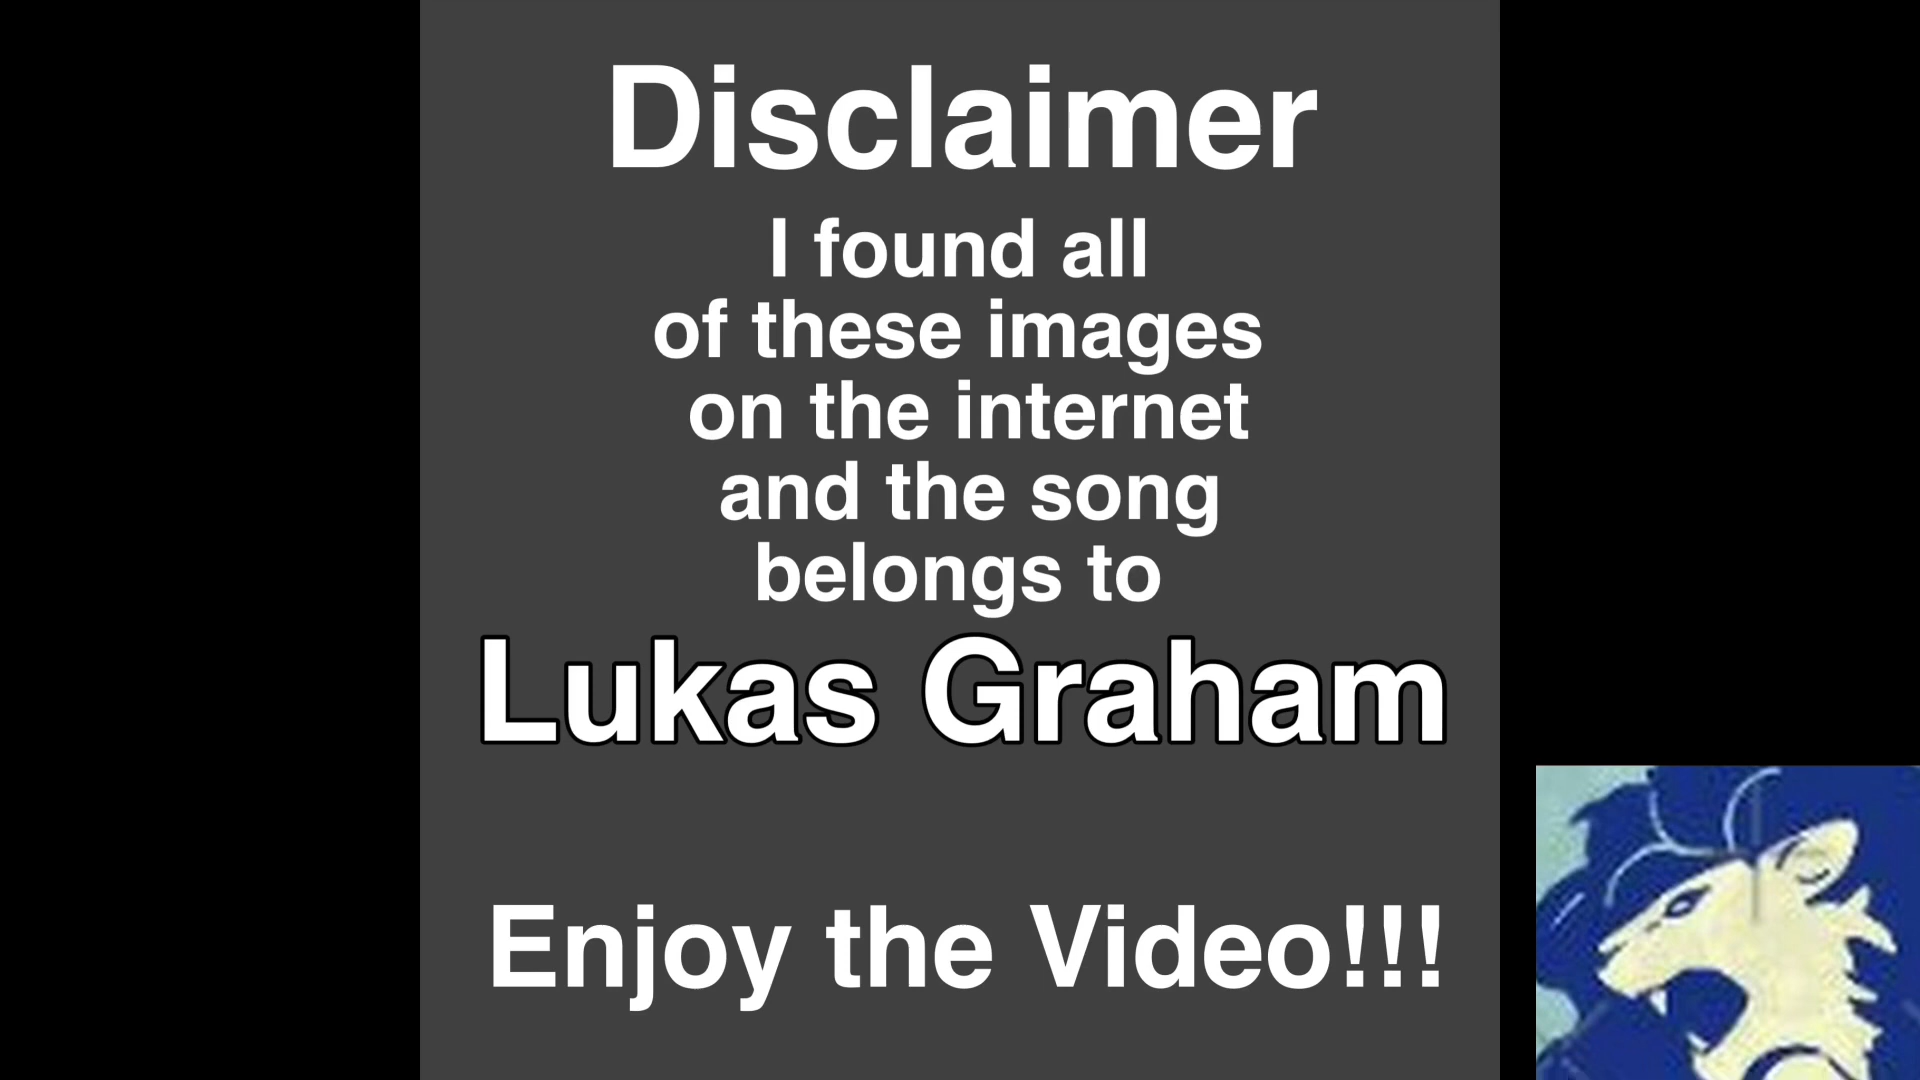 Disclaimer
I found all
of these images
on the internet
and the song
belongs to
Lukas Graham
Enjoy the Video!!!